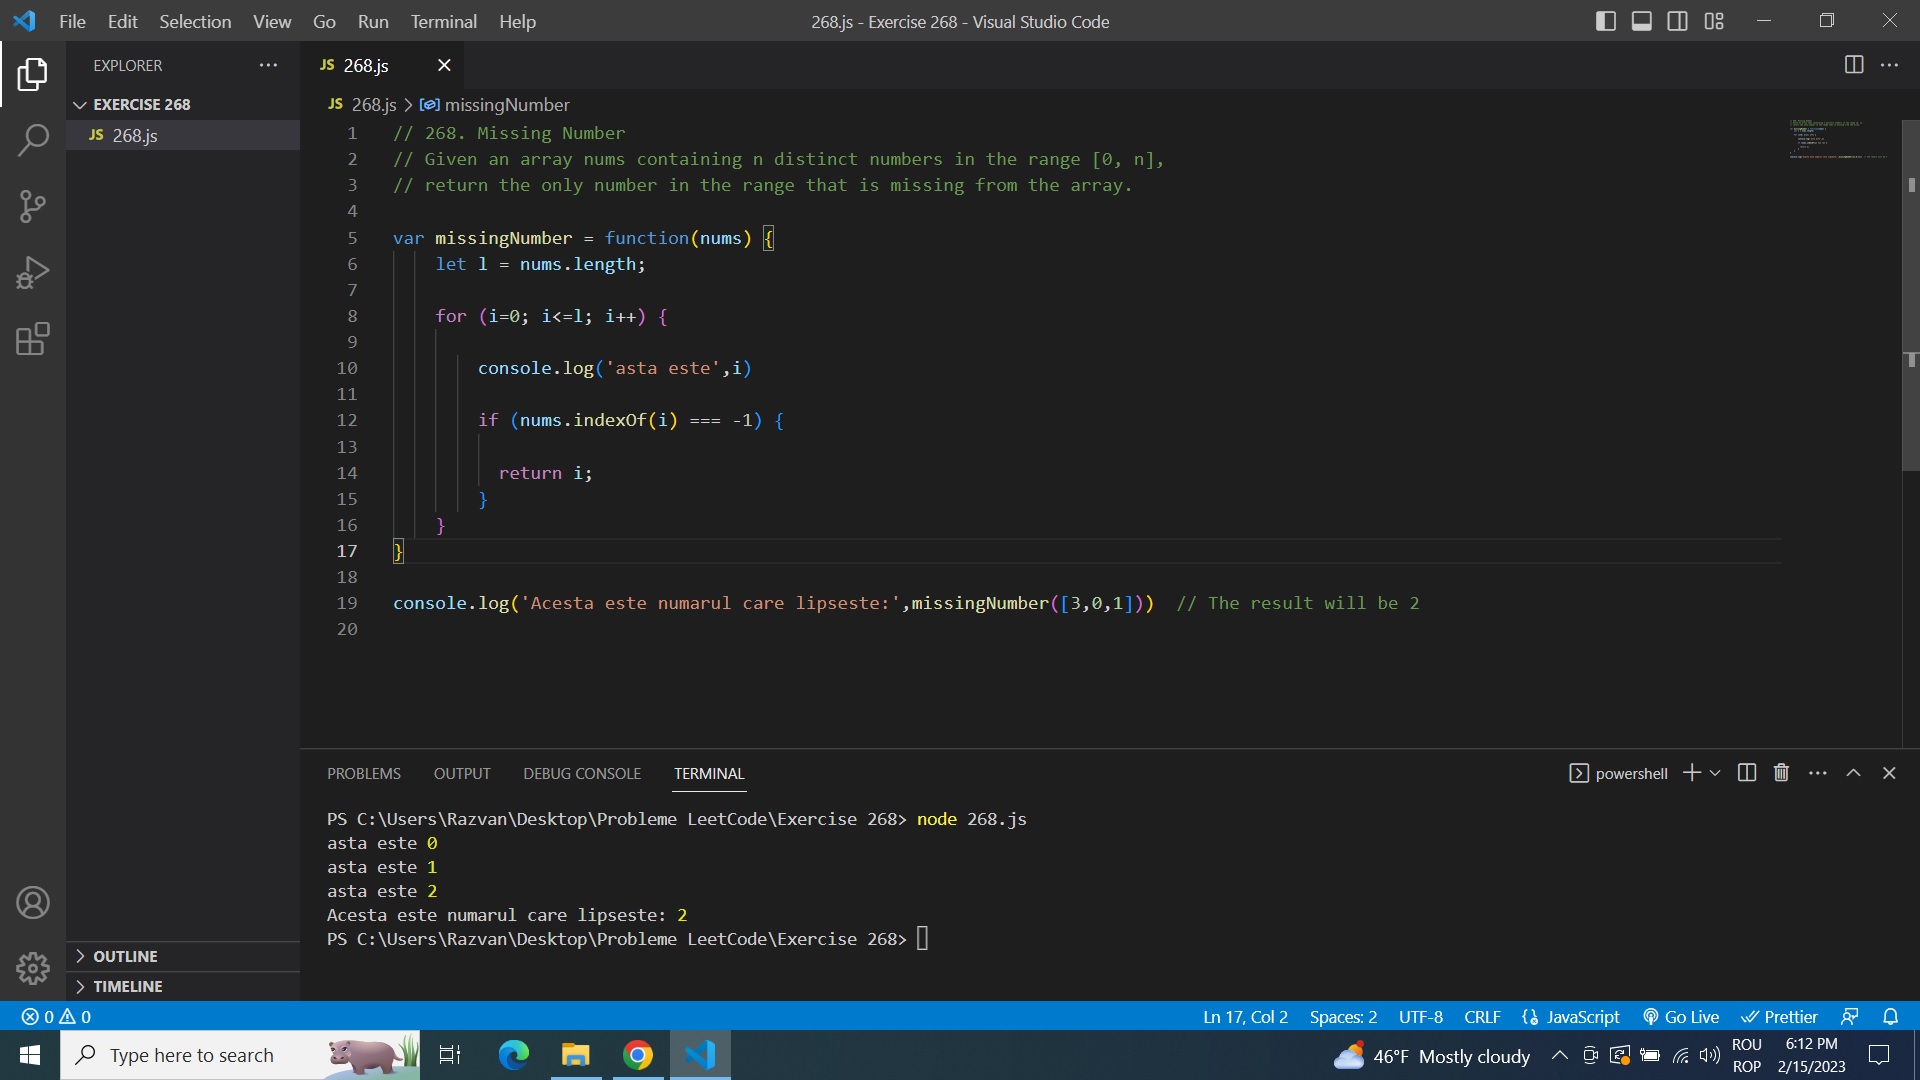 File Edit Selection View Go Run Terminal Help
268.js - Exercise 268 - Visual Studio Code
EXPLORER
EXERCISE 268
JS 268.js
JS 268.js
JS 268.js > missingNumber
1 // 268. Missing Number
2 // Given an array nums containing n distinct numbers in the range [0, n],
3 // return the only number in the range that is missing from the array.
4
5 var missingNumber = function(nums) {
6 let l = nums.length;
7
8 for (i=0; i<=l; i++) {
9
10 console.log('asta este',i)
11
12 if (nums.indexOf(i) === -1) {
13
14 return i;
15 }
16 }
17 }
18
19 console.log('Acesta este numarul care lipseste:',missingNumber([3,0,1])) // The result will be 2
20
PROBLEMS OUTPUT DEBUG CONSOLE TERMINAL
powershell
PS C:\Users\Razvan\Desktop\Probleme LeetCode\Exercise 268> node 268.js
asta este 0
asta este 1
asta este 2
Acesta este numarul care lipseste: 2
PS C:\Users\Razvan\Desktop\Probleme LeetCode\Exercise 268>
OUTLINE
TIMELINE
0 0
Ln 17, Col 2 Spaces: 2 UTF-8 CRLF JavaScript Go Live Prettier
Type here to search
46°F Mostly cloudy
ROU
ROP
6:12 PM
2/15/2023